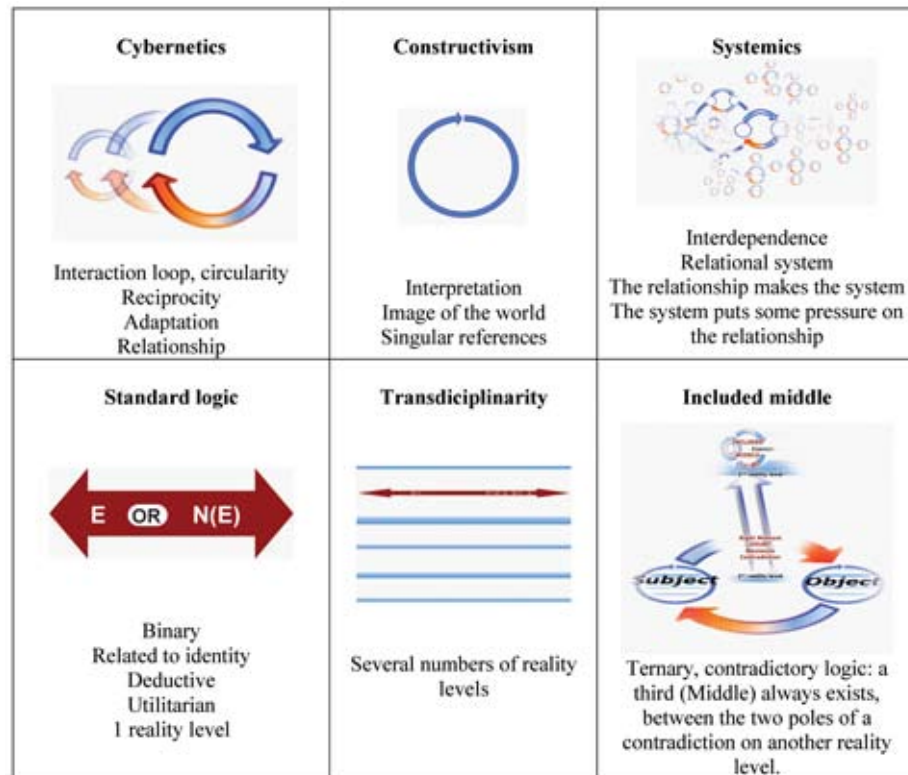 Cybernetics
Interaction loop, circularity
Reciprocity
Adaptation
Relationship
Constructivism
Interpretation
Image of the world
Singular references
Systemics
Interdependence
Relational system
The relationship makes the system
The system puts some pressure on
the relationship
Standard logic
E OR N(E)
Binary
Related to identity
Deductive
Utilitarian
1 reality level
Transdiciplinarity
Several numbers of reality
levels
Included middle
subject
Object
Ternary, contradictory logic: a
third (Middle) always exists,
between the two poles of a
contradiction on another reality
level.